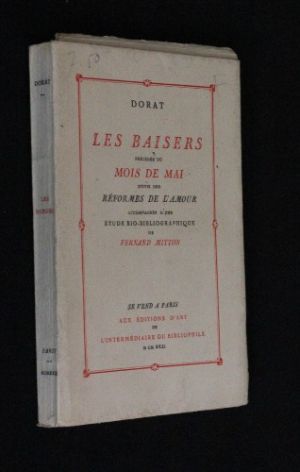 DORAT
LES BAISERS
PRÉCÉDÉS DU
MOIS DE MAI
SUIVIS DES
RÉFORMES DE L'AMOUR
ACCOMPAGNÉS D'UNE
ÉTUDE BIO-BIBLIOGRAPHIQUE
DE
FERNAND MITTON
SE VEND A PARIS
AUX ÉDITIONS D'ART
DE
L'INTERMÉDIAIRE DU BIBLIOPHILE
DORAT
LES
BAISERS
PARIS